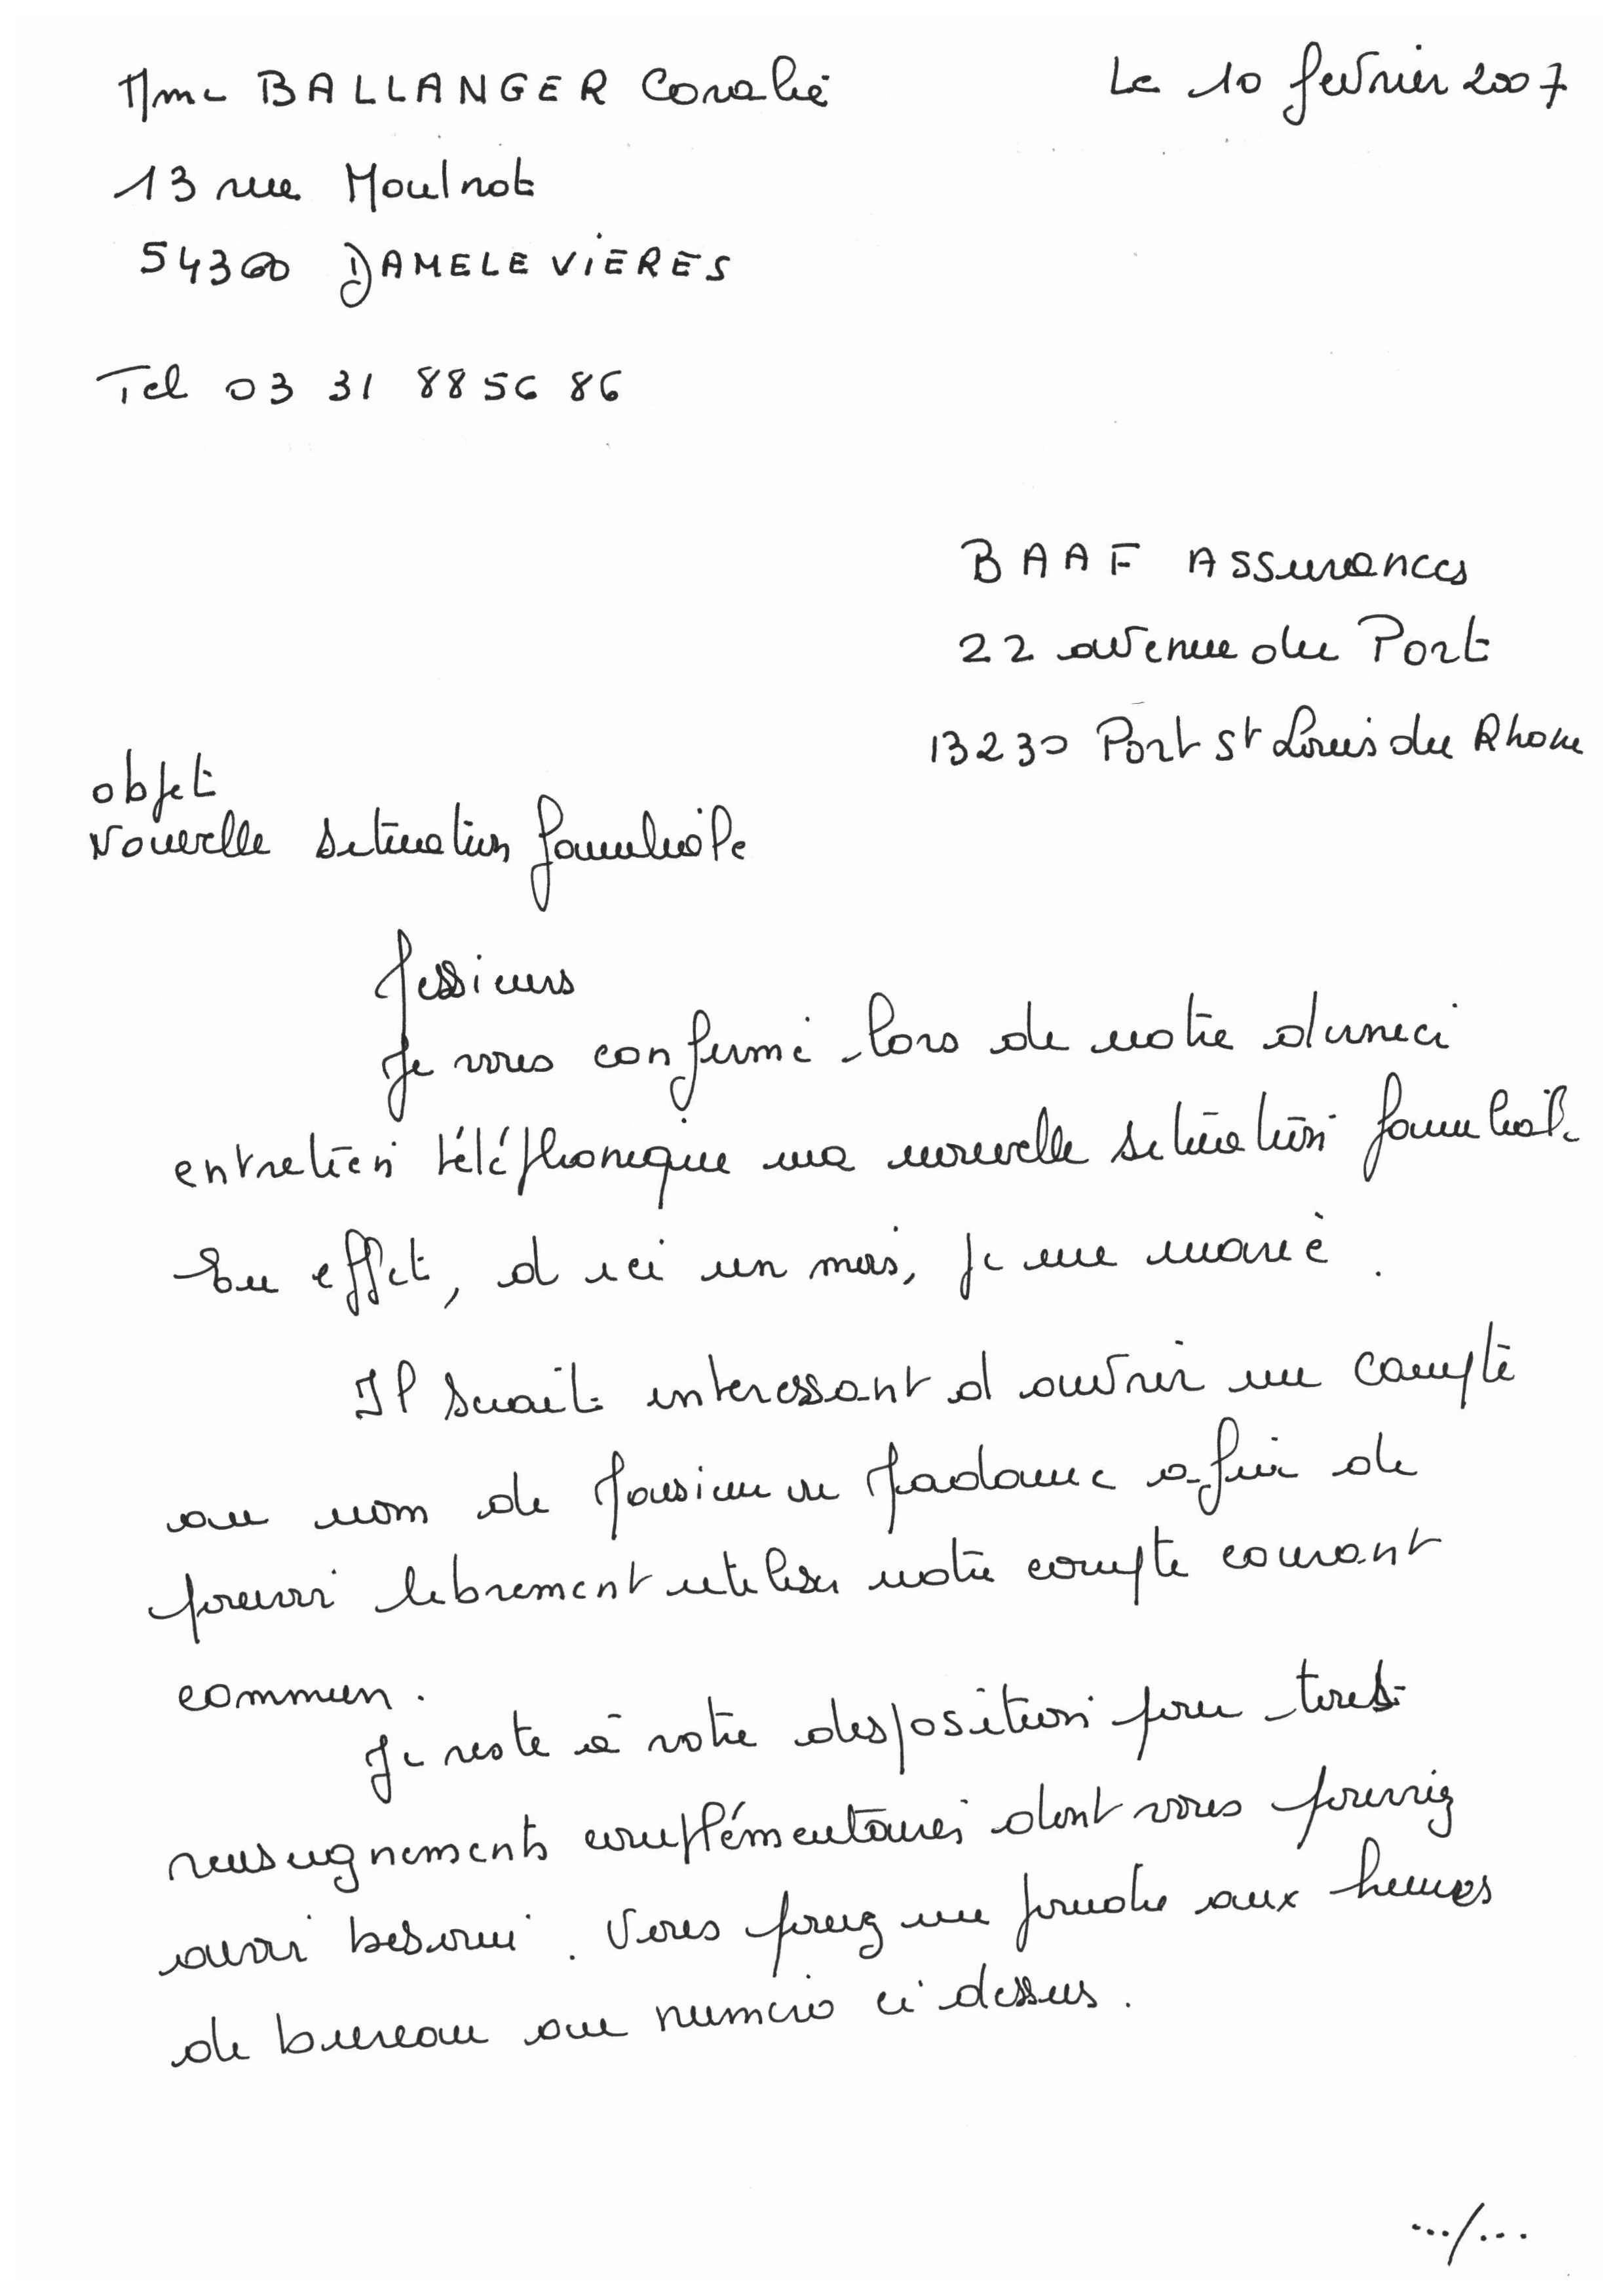 Mme BALLANGER Coralie
Le 10 fevrier 2007
13 rue Moulnot
54360 DAMELEVIERES
Tel 03 31 88 56 86
BAAF Assurances
22 avenue du Port
13230 Port St Louis du Rhone
objet
Nouvelle situation familiale
Messieurs
Je vous confirme lors de notre dernier
entretien téléphonique ma nouvelle situation familiale
En effet, d ici un mois, je me marie.
Il serait interessant d ouvrir un compte
au nom de Monsieur Madame afin de
pouvoir librement utiliser notre compte courant
commun.
Je reste à votre disposition pour tout
renseignements complémentaires dont vous pourriez
avoir besoin. Vous pouvez me joindre aux heures
de bureau au numero ci dessus.
.../...